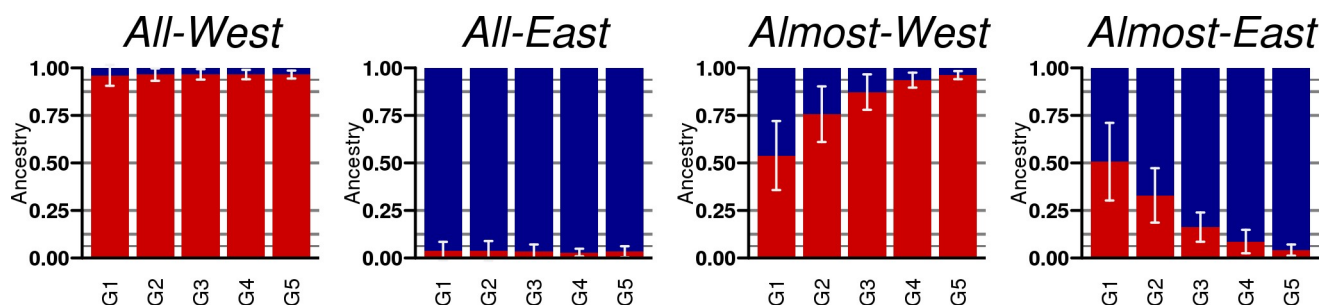 All-West
Ancestry
1.00
0.75
0.50
0.25
0.00
G1
G2
G3
G4
G5
All-East
Ancestry
1.00
0.75
0.50
0.25
0.00
G1
G2
G3
G4
G5
Almost-West
Ancestry
1.00
0.75
0.50
0.25
0.00
G1
G2
G3
G4
G5
Almost-East
Ancestry
1.00
0.75
0.50
0.25
0.00
G1
G2
G3
G4
G5